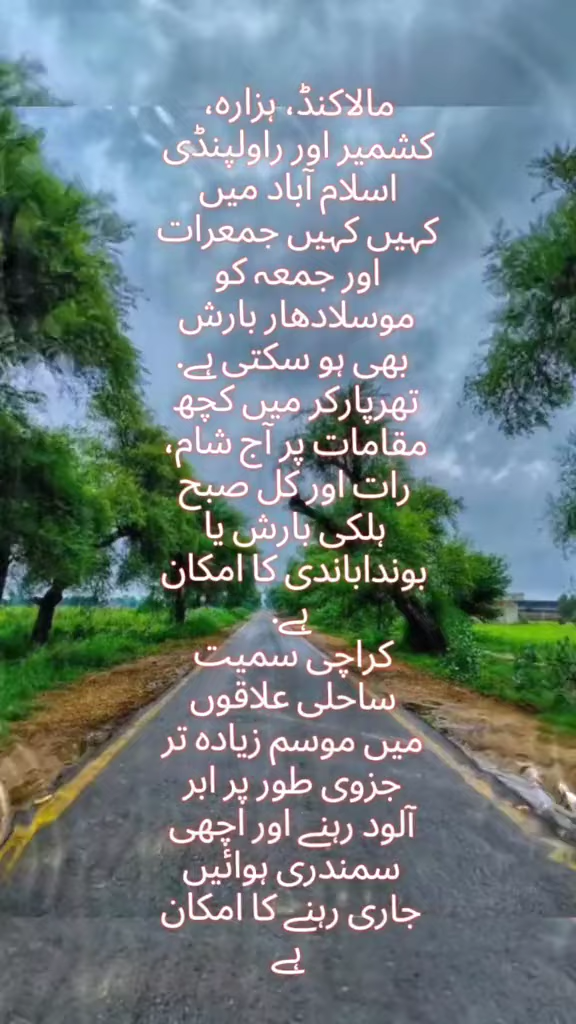 مالاکنڈ، ہزارہ،
کشمیر اور راولپنڈی
اسلام آباد میں
کہیں کہیں جمعرات
اور جمعہ کو
موسلادھار بارش
بھی ہو سکتی ہے۔
تھرپارکر میں کچھ
مقامات پر آج شام،
رات اور کل صبح
ہلکی بارش یا
بونداباندی کا امکان
ہے۔
کراچی سمیت
ساحلی علاقوں
میں موسم زیادہ تر
جزوی طور پر ابر
آلود رہنے اور اچھی
سمندری ہوائیں
جاری رہنے کا امکان
ہے